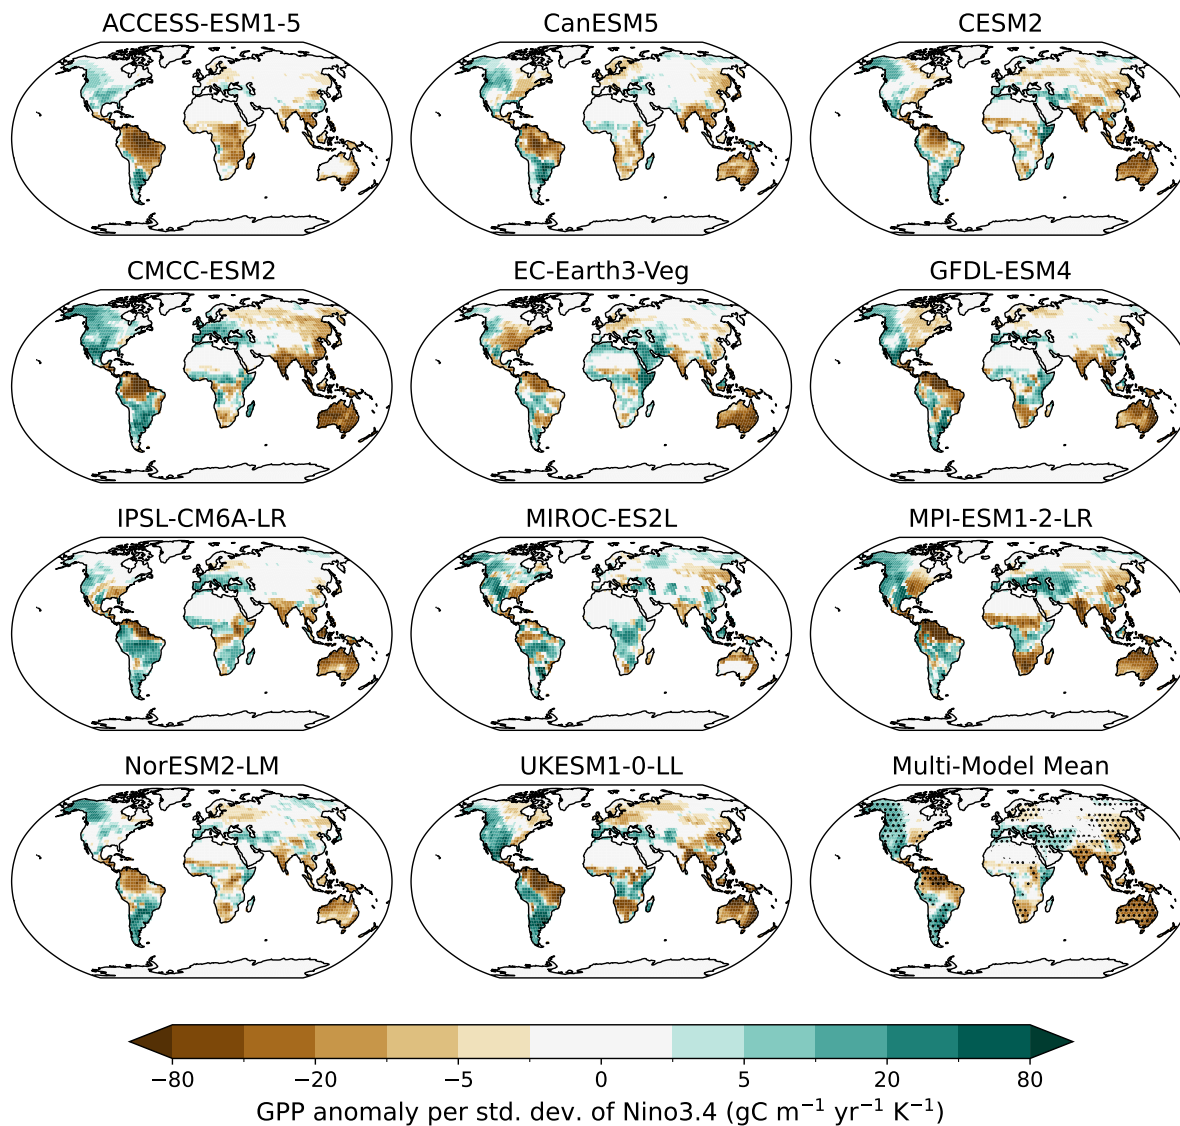 ACCESS-ESM1-5 CanESM5 CESM2
CMCC-ESM2 EC-Earth3-Veg GFDL-ESM4
IPSL-CM6A-LR MIROC-ES2L MPI-ESM1-2-LR
NorESM2-LM UKESM1-0-LL Multi-Model Mean
−80 −20 −5 0 5 20 80
GPP anomaly per std. dev. of Nino3.4 (gC m⁻¹ yr⁻¹ K⁻¹)